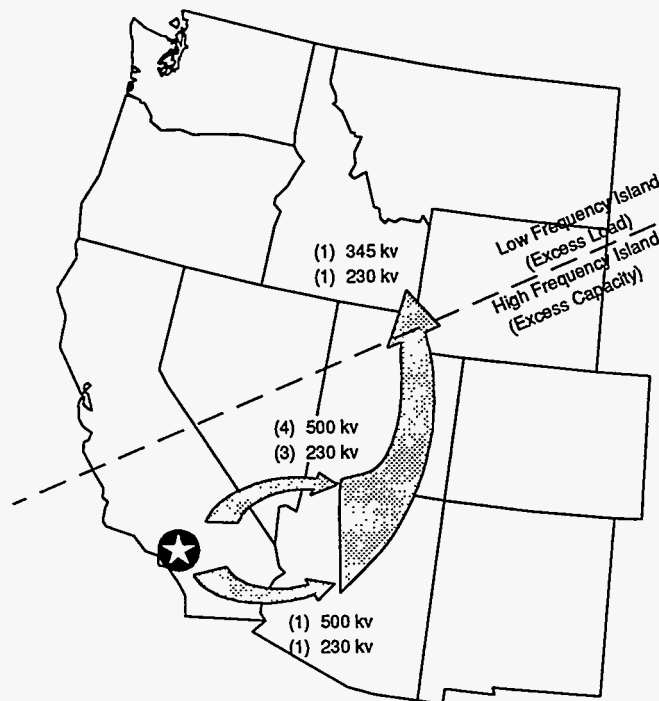 Low Frequency Island
(Excess Load)
High Frequency Island
(Excess Capacity)
(1) 345 kv
(1) 230 kv
(4) 500 kv
(3) 230 kv
(1) 500 kv
(1) 230 kv